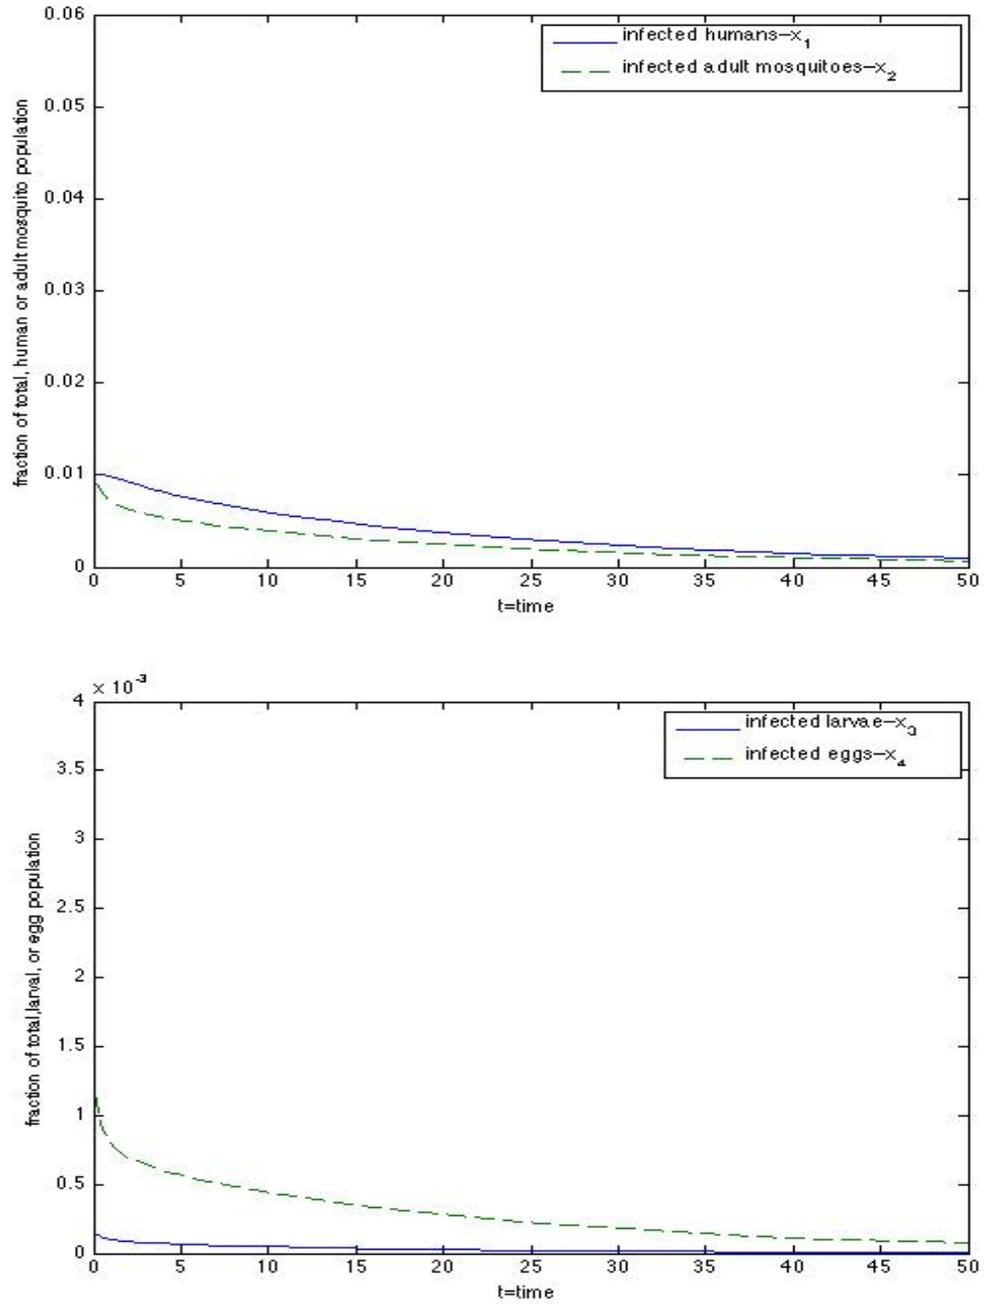 0.06
infected humans–x₁
infected adult mosquitoes–x₂
0.05
0.04
0.03
0.02
0.01
0
fraction of total, human or adult mosquito population
0 5 10 15 20 25 30 35 40 45 50
t=time
× 10⁻³
4
infected larvae–x₃
infected eggs–x₄
3.5
3
2.5
2
1.5
1
0.5
0
fraction of total,larval, or egg population
0 5 10 15 20 25 30 35 40 45 50
t=time